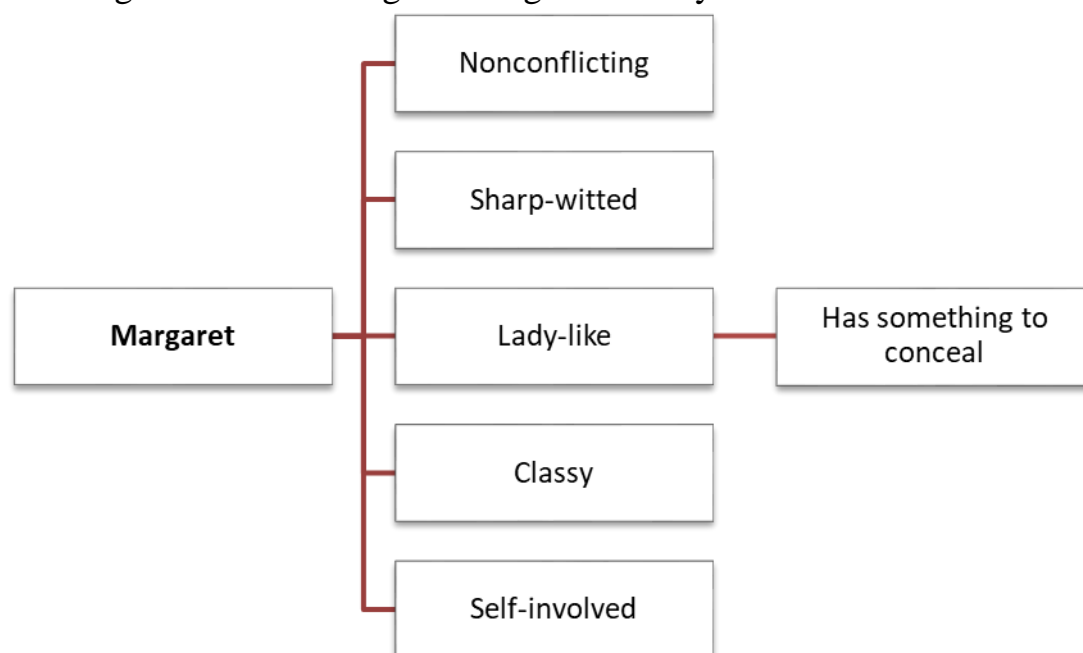 Nonconflicting
Sharp-witted
Margaret
Lady-like
Has something to
conceal
Classy
Self-involved